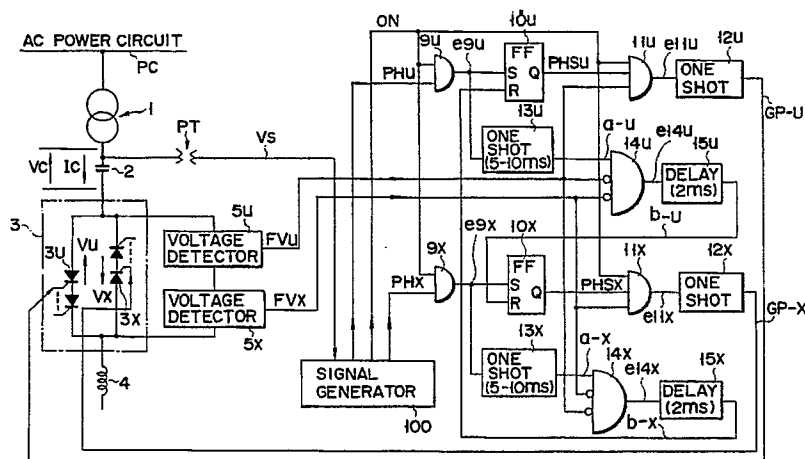 AC POWER CIRCUIT
PC
1
PT
VS
VC
IC
2
3
3U
VU
VX
3X
4
VOLTAGE DETECTOR
5U
FVU
VOLTAGE DETECTOR
5X
FVX
SIGNAL GENERATOR
100
ON
PHU
9U
e9U
10U
FF
S
Q
R
PHSU
11U
e11U
12U
ONE SHOT
GP-U
13U
ONE SHOT
(5-10ms)
a-U
14U
e14U
15U
DELAY
(2ms)
b-U
PHX
9X
e9X
10X
FF
S
R
Q
PHSX
11X
e11X
12X
ONE SHOT
GP-X
13X
ONE SHOT
(5-10ms)
a-X
14X
e14X
15X
DELAY
(2ms)
b-X